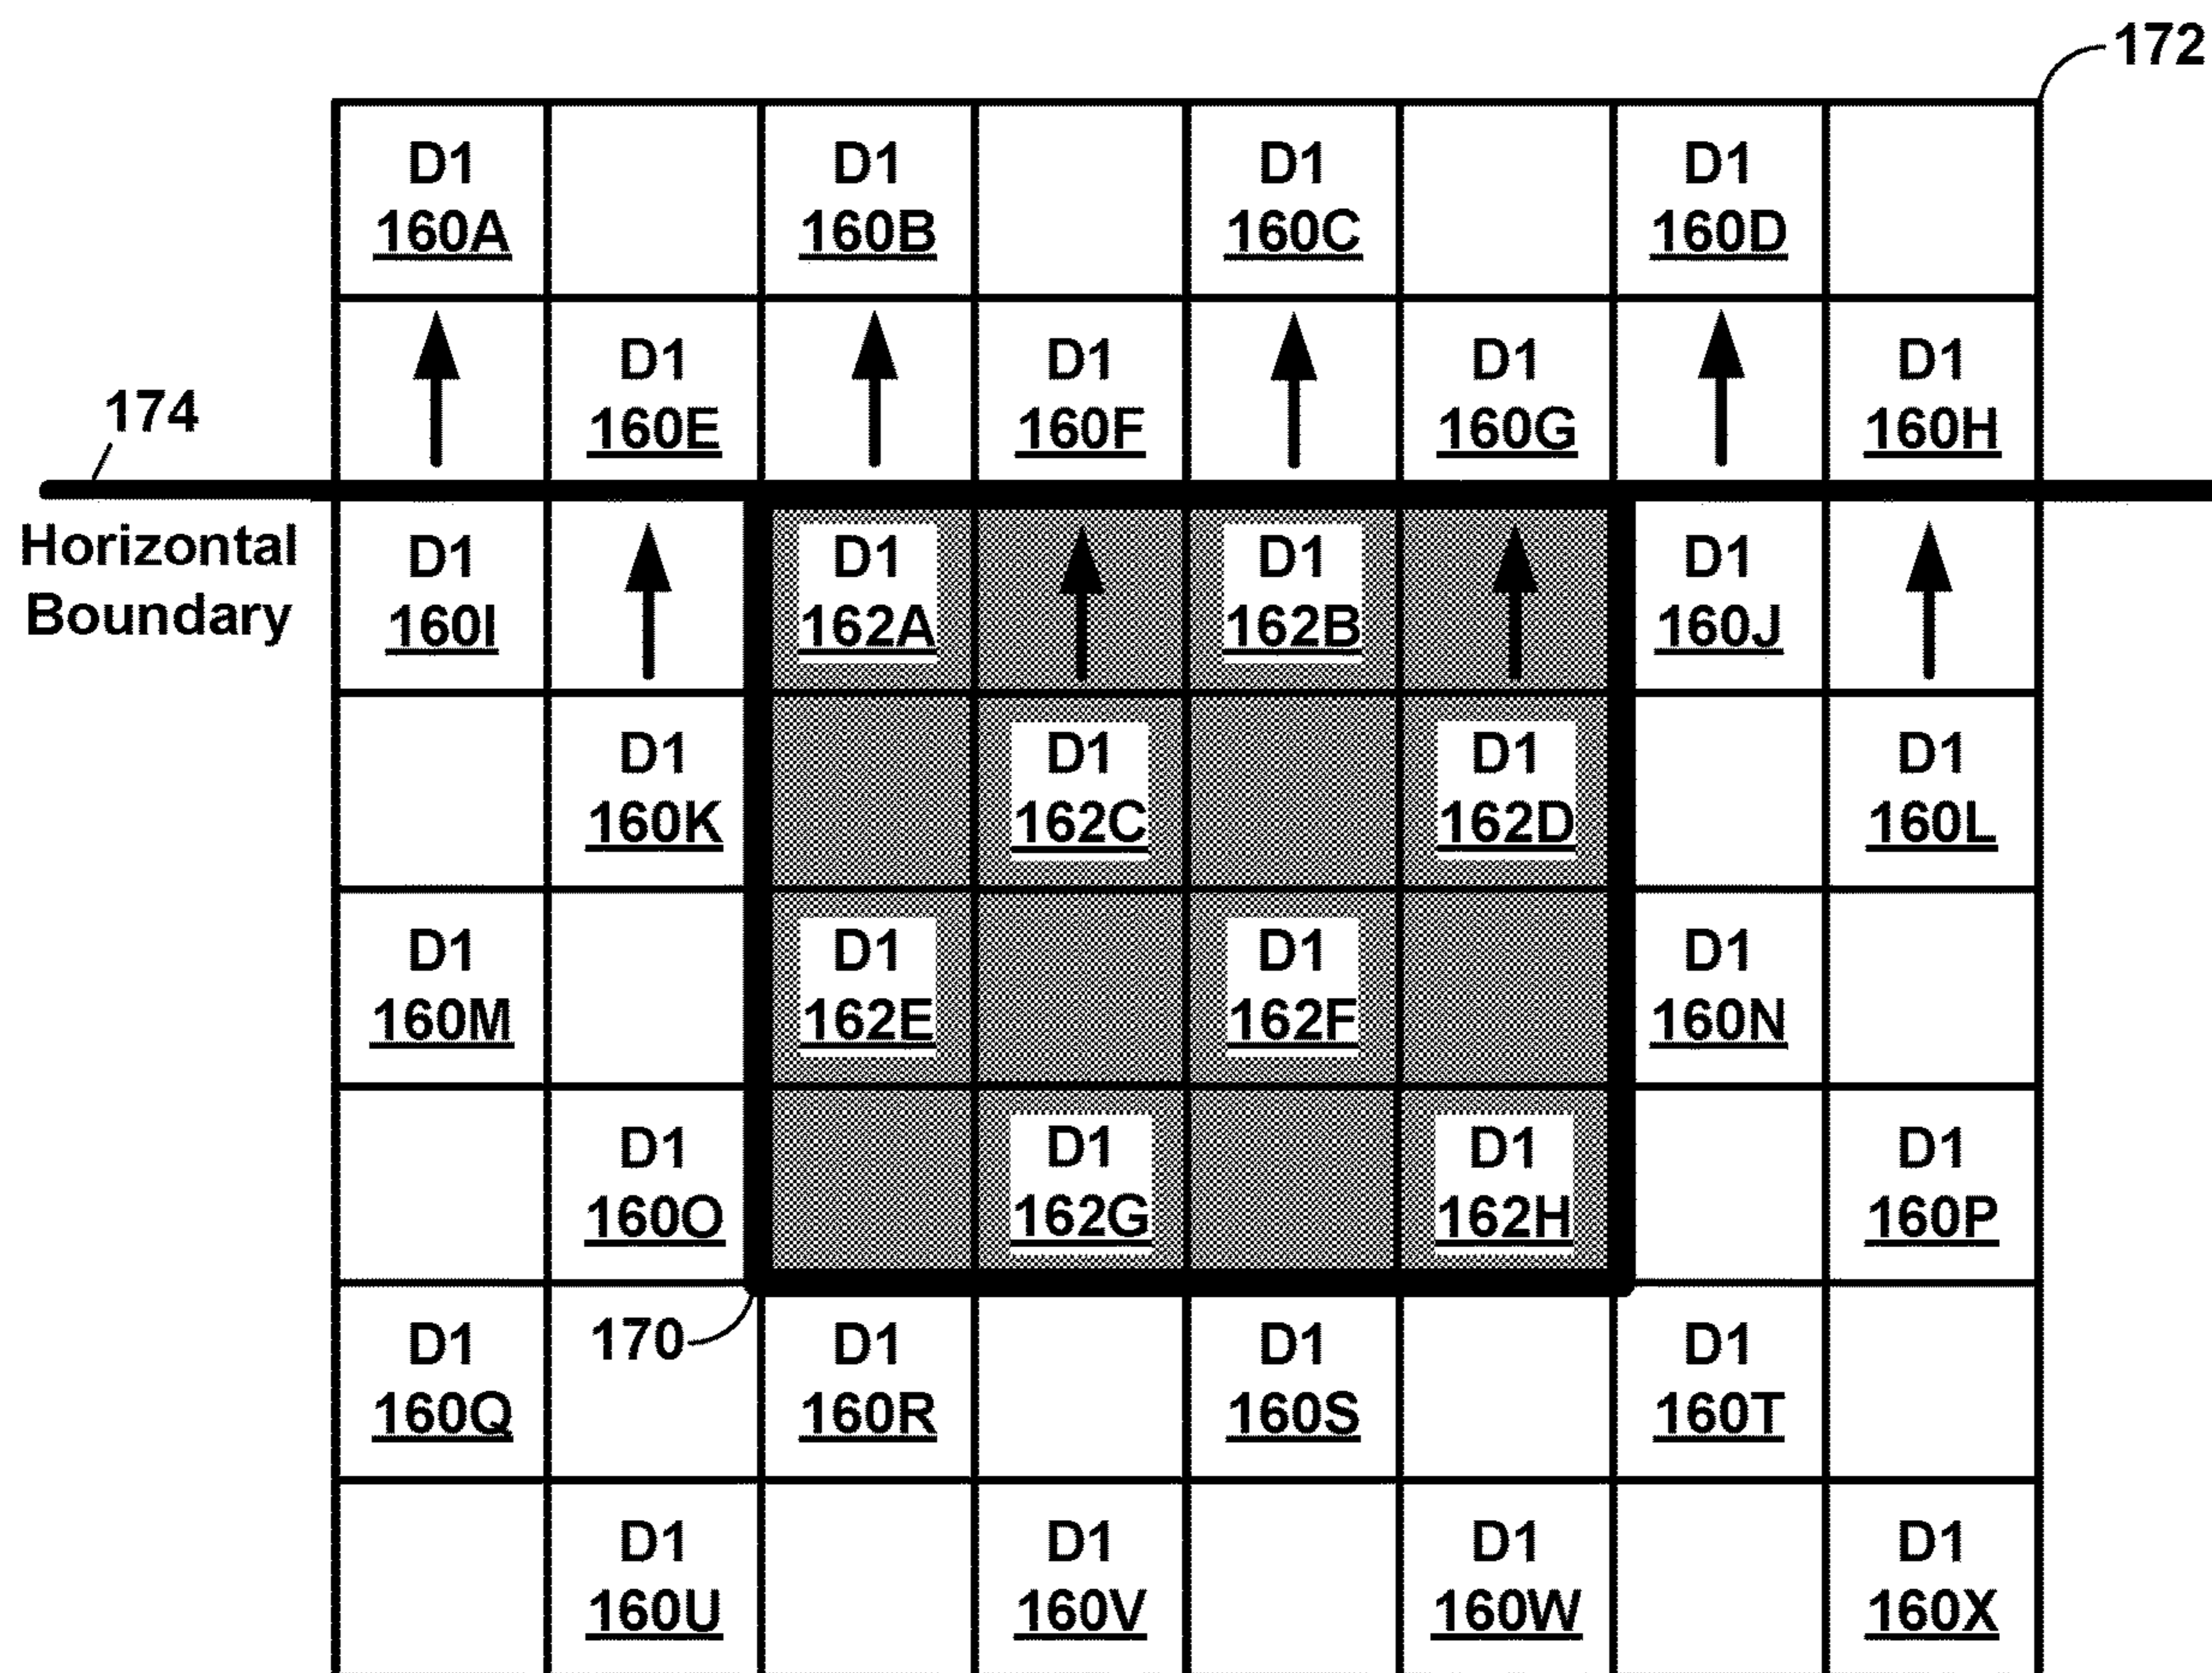 172
D1 D1 D1 D1
160A 160B 160C 160D
D1 D1 D1 D1
160E 160F 160G 160H
174
Horizontal
Boundary
D1 D1 D1 D1
160I 162A 162B 160J
D1 D1 D1 D1
160K 162C 162D 160L
D1 D1 D1 D1
160M 162E 162F 160N
D1 D1 D1 D1
160O 162G 162H 160P
170
D1 D1 D1 D1
160Q 160R 160S 160T
D1 D1 D1 D1
160U 160V 160W 160X